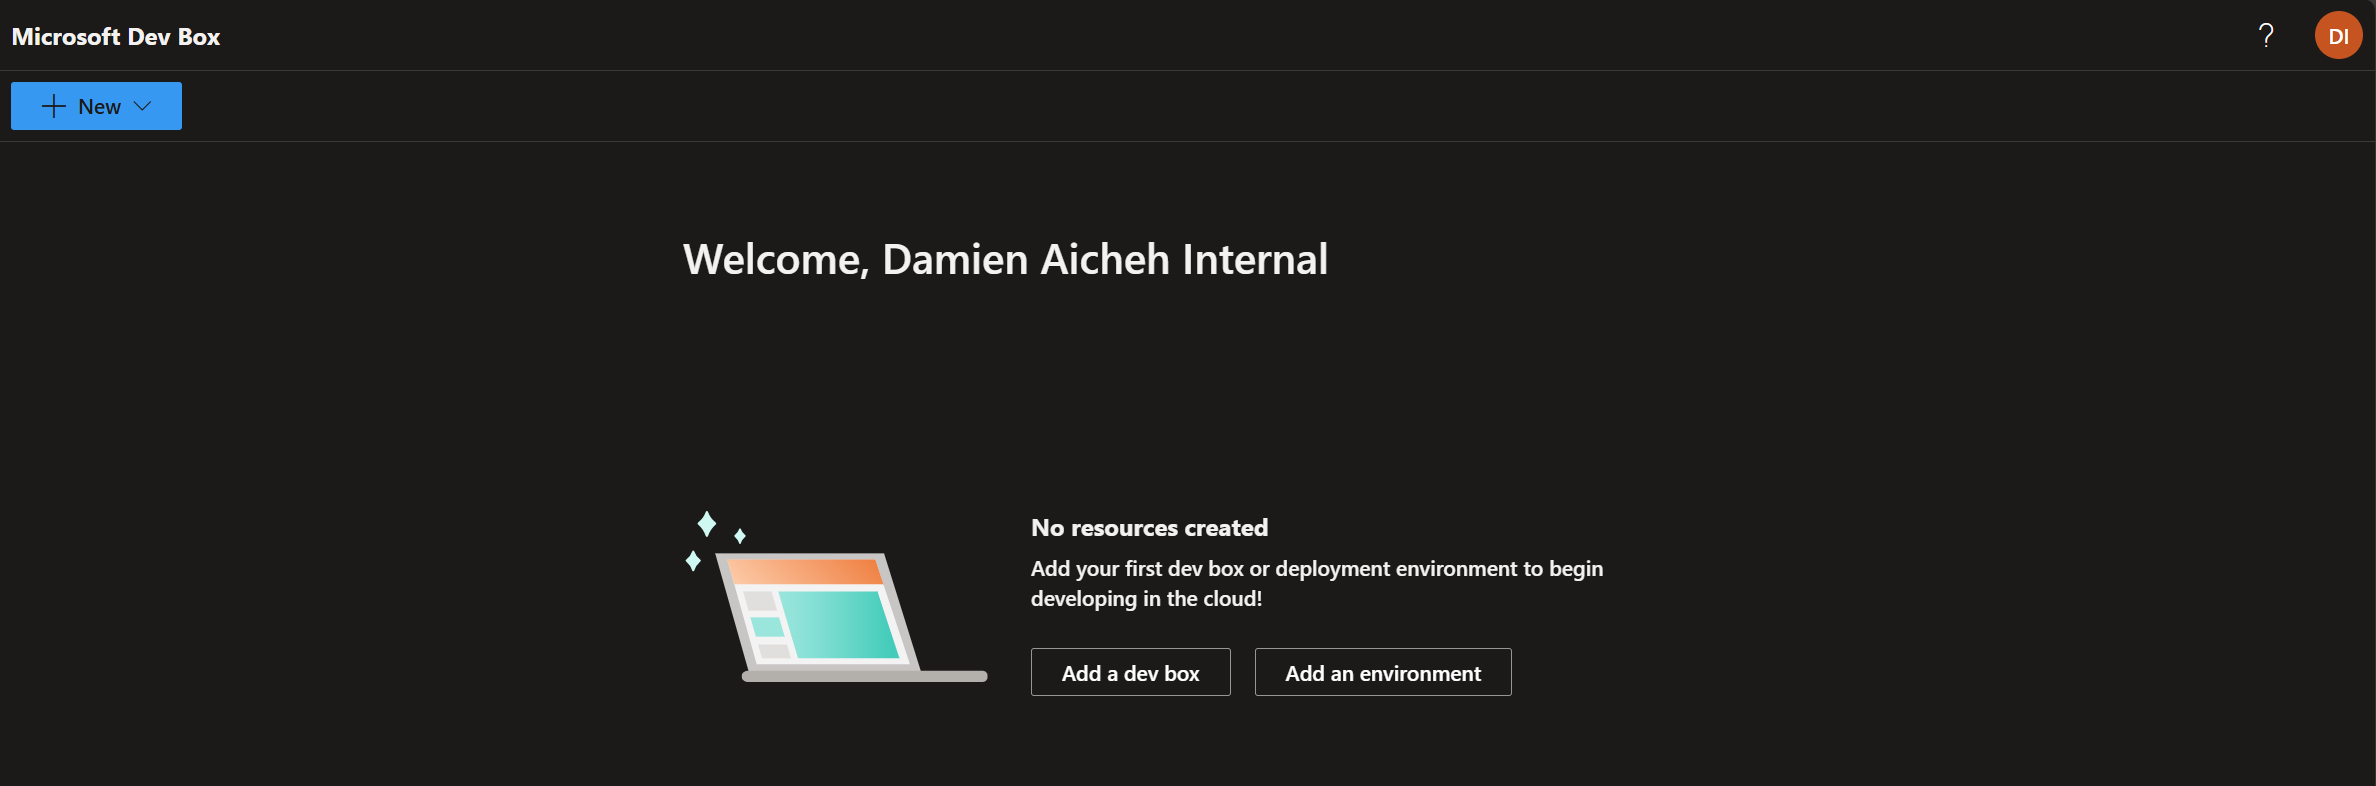 Microsoft Dev Box
?
DI
New
Welcome, Damien Aicheh Internal
No resources created
Add your first dev box or deployment environment to begin
developing in the cloud!
Add a dev box
Add an environment